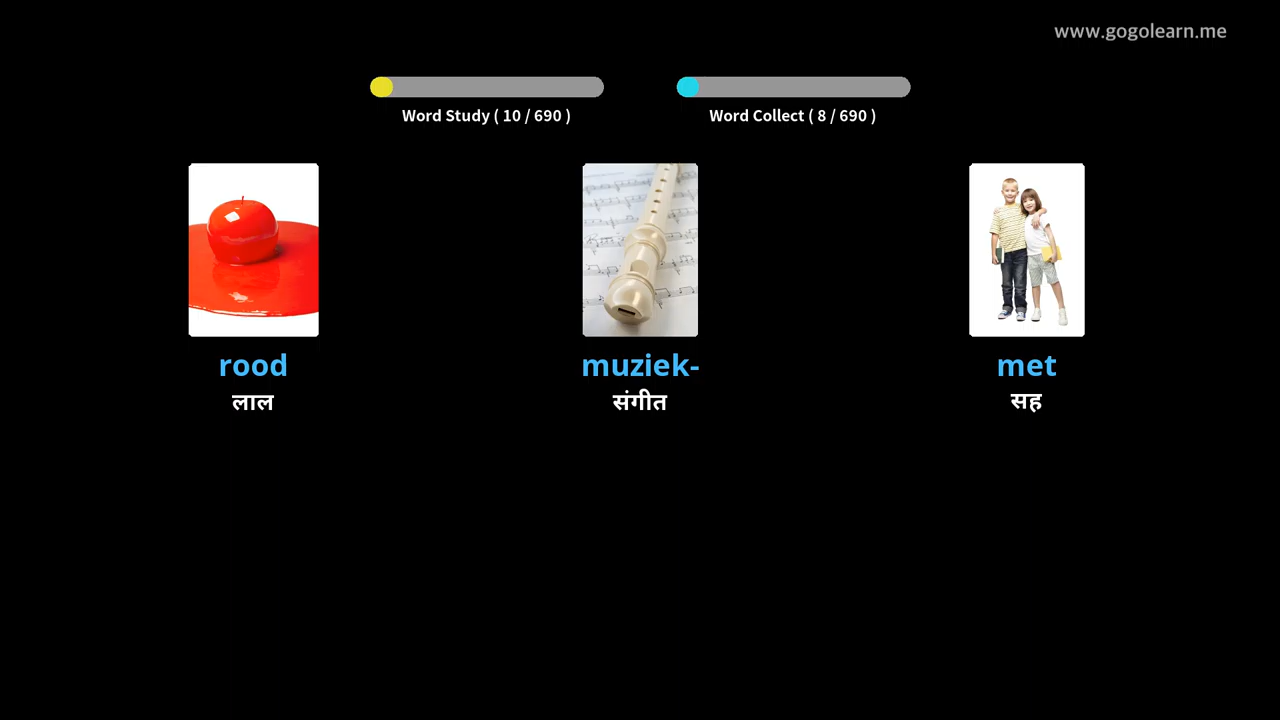 www.gogolearn.me
Word Study ( 10 / 690 )
Word Collect ( 8 / 690 )
rood
लाल
muziek-
संगीत
met
सह